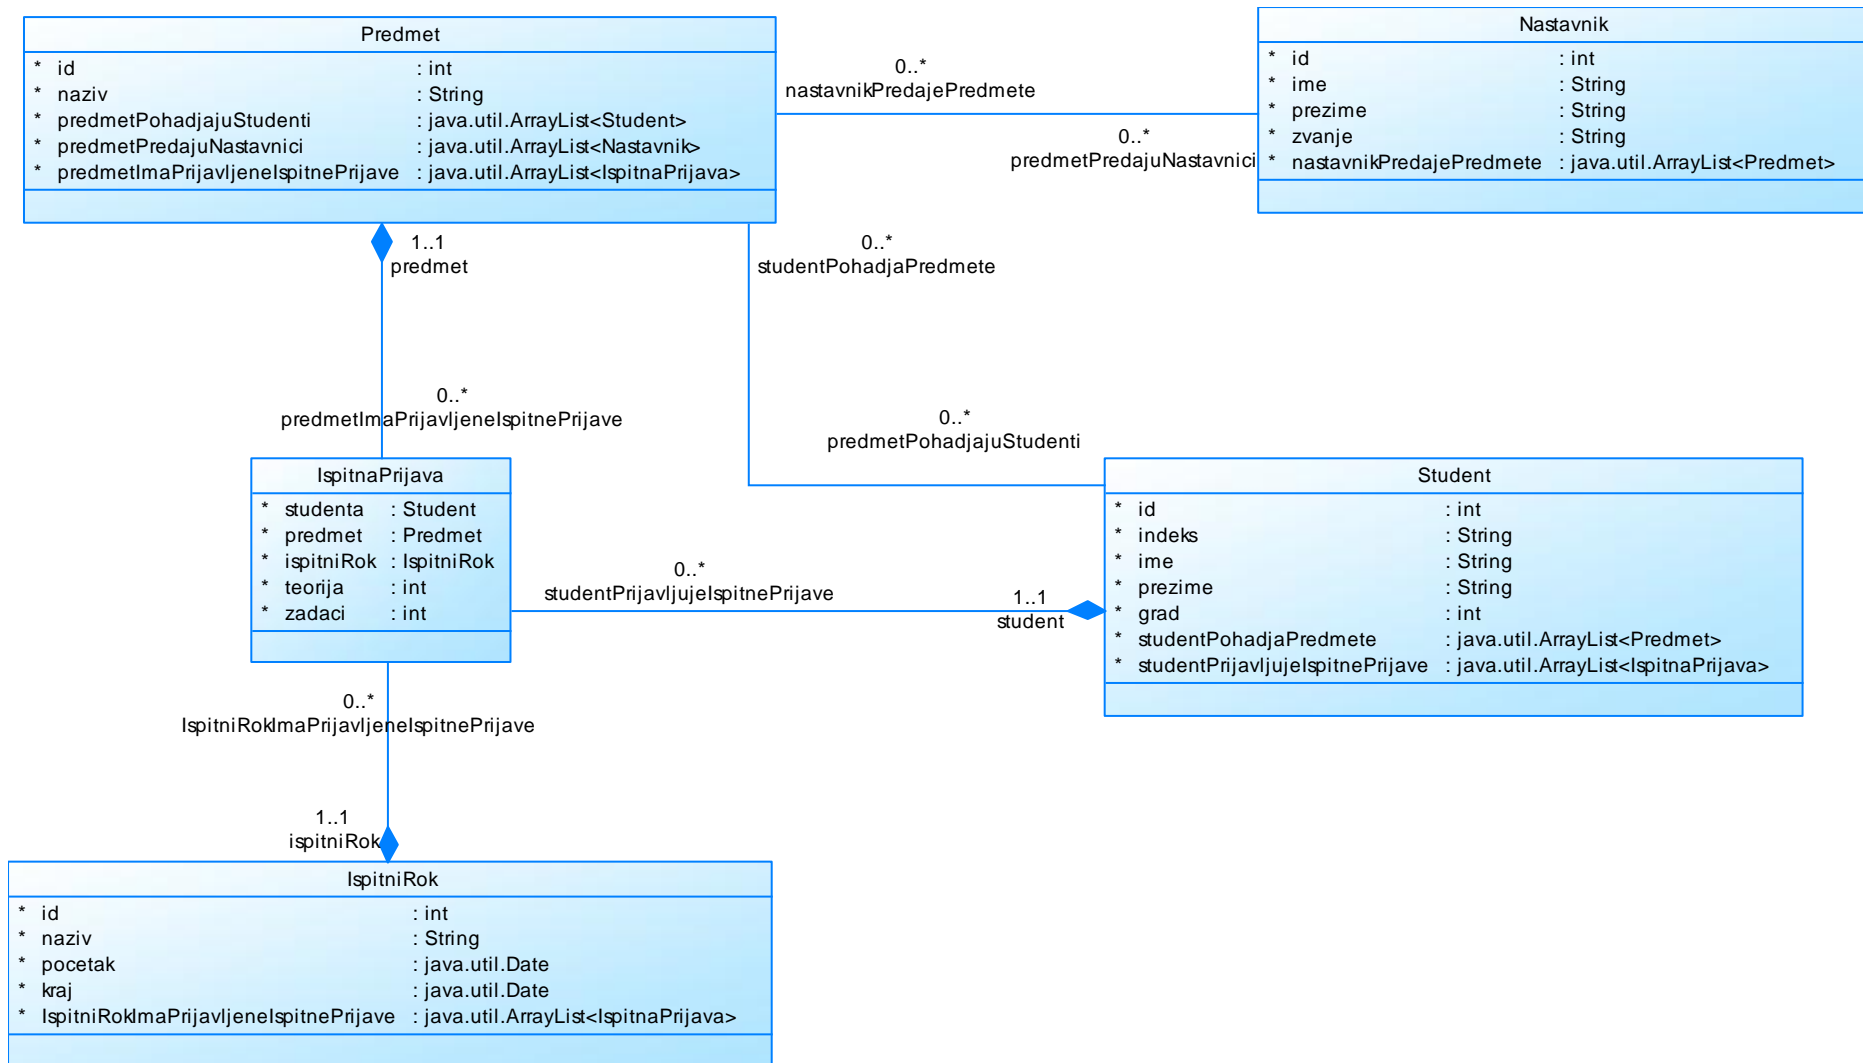 Predmet
* id : int
* naziv : String
* predmetPohadjajuStudenti : java.util.ArrayList<Student>
* predmetPredajuNastavnici : java.util.ArrayList<Nastavnik>
* predmetImaPrijavljeneIspitnePrijave : java.util.ArrayList<IspitnaPrijava>
Nastavnik
* id : int
* ime : String
* prezime : String
* zvanje : String
* nastavnikPredajePredmete : java.util.ArrayList<Predmet>
0..*
nastavnikPredajePredmete
0..*
predmetPredajuNastavnici
1..1
predmet
0..*
studentPohadjaPredmete
0..*
predmetImaPrijavljeneIspitnePrijave
0..*
predmetPohadjajuStudenti
IspitnaPrijava
* studenta : Student
* predmet : Predmet
* ispitniRok : IspitniRok
* teorija : int
* zadaci : int
0..*
studentPrijavljujeIspitnePrijave
1..1
student
Student
* id : int
* indeks : String
* ime : String
* prezime : String
* grad : int
* studentPohadjaPredmete : java.util.ArrayList<Predmet>
* studentPrijavljujeIspitnePrijave : java.util.ArrayList<IspitnaPrijava>
0..*
IspitniRokImaPrijavljeneIspitnePrijave
1..1
ispitniRok
IspitniRok
* id : int
* naziv : String
* pocetak : java.util.Date
* kraj : java.util.Date
* IspitniRokImaPrijavljeneIspitnePrijave : java.util.ArrayList<IspitnaPrijava>